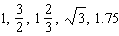 1, 3/2, 1 2/3, √3, 1.75